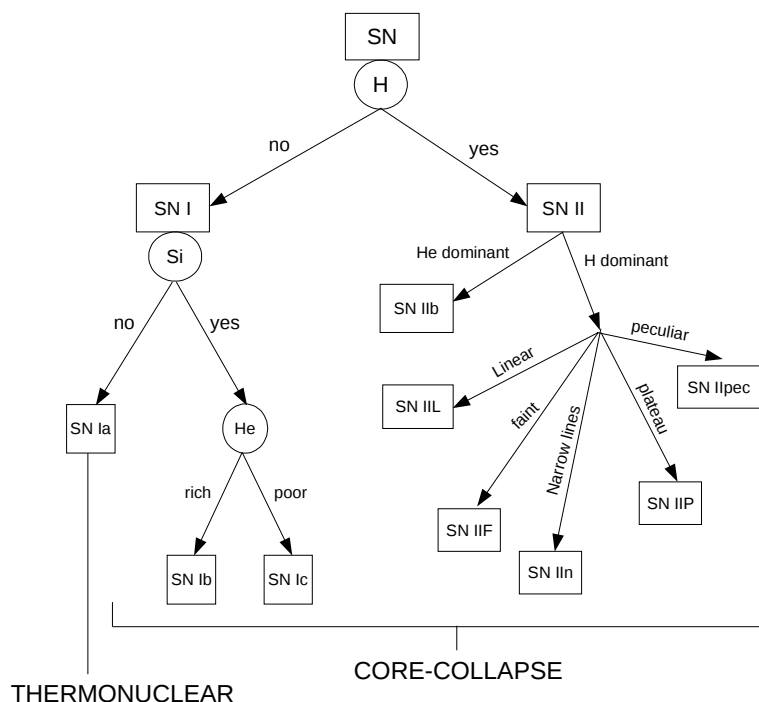 SN
H
no
yes
SN I
SN II
Si
He dominant
H dominant
SN IIb
no
yes
peculiar
Linear
SN IIpec
SN IIL
faint
Narrow lines
plateau
SN Ia
He
rich
poor
SN IIF
SN IIn
SN IIP
SN Ib
SN Ic
CORE-COLLAPSE
THERMONUCLEAR